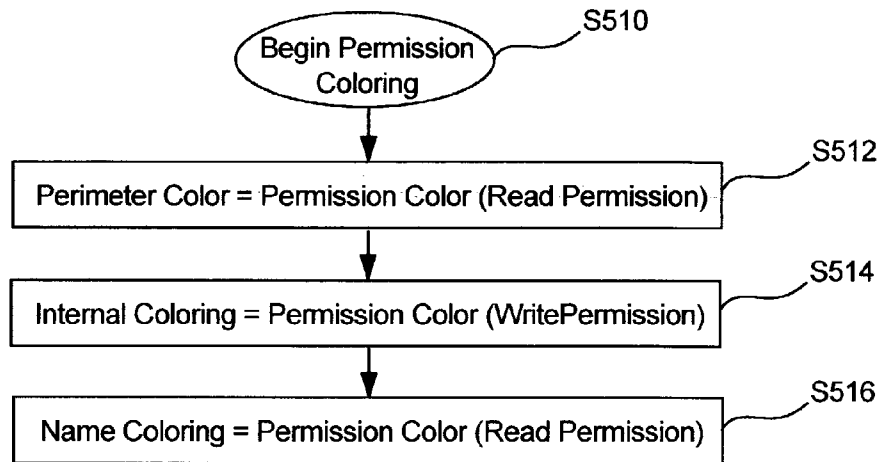 S510
Begin Permission
Coloring
S512
Perimeter Color = Permission Color (Read Permission)
S514
Internal Coloring = Permission Color (WritePermission)
S516
Name Coloring = Permission Color (Read Permission)